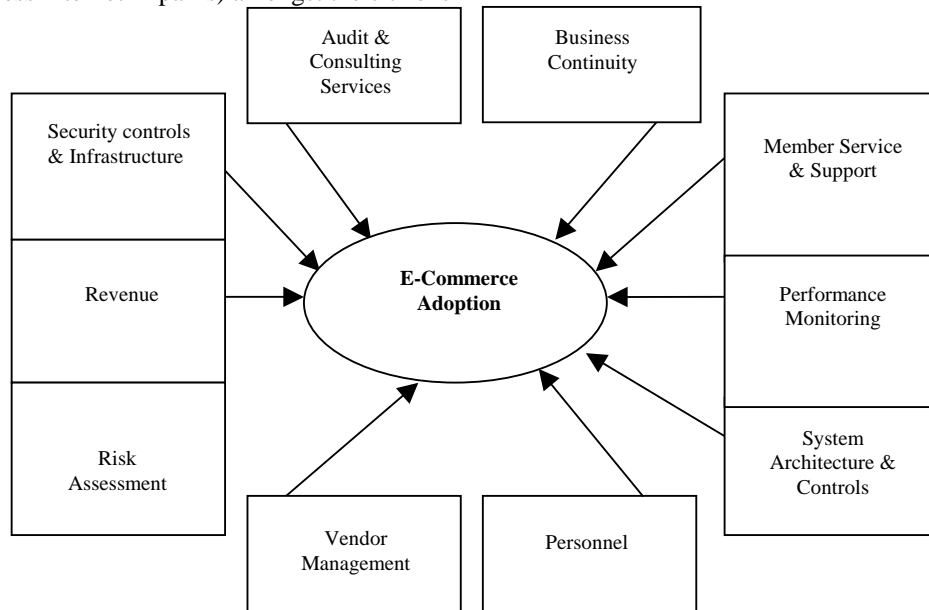 Audit &
Consulting
Services
Business
Continuity
Security controls
& Infrastructure
Member Service
& Support
E-Commerce
Adoption
Revenue
Performance
Monitoring
Risk
Assessment
System
Architecture &
Controls
Vendor
Management
Personnel